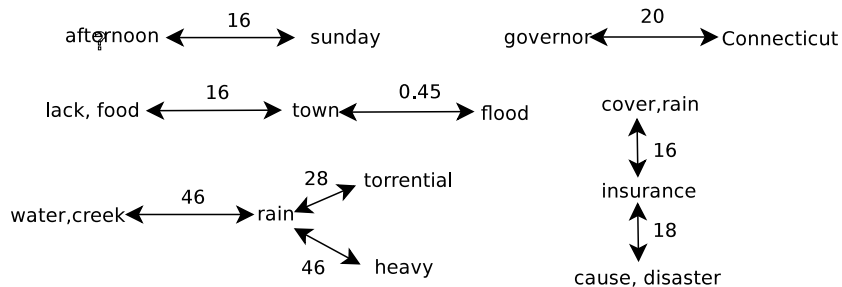 afternoon 16 sunday
governor 20 Connecticut
lack, food 16 town 0.45 flood
cover,rain
16
insurance
18
cause, disaster
water,creek 46 rain
28 torrential
46 heavy